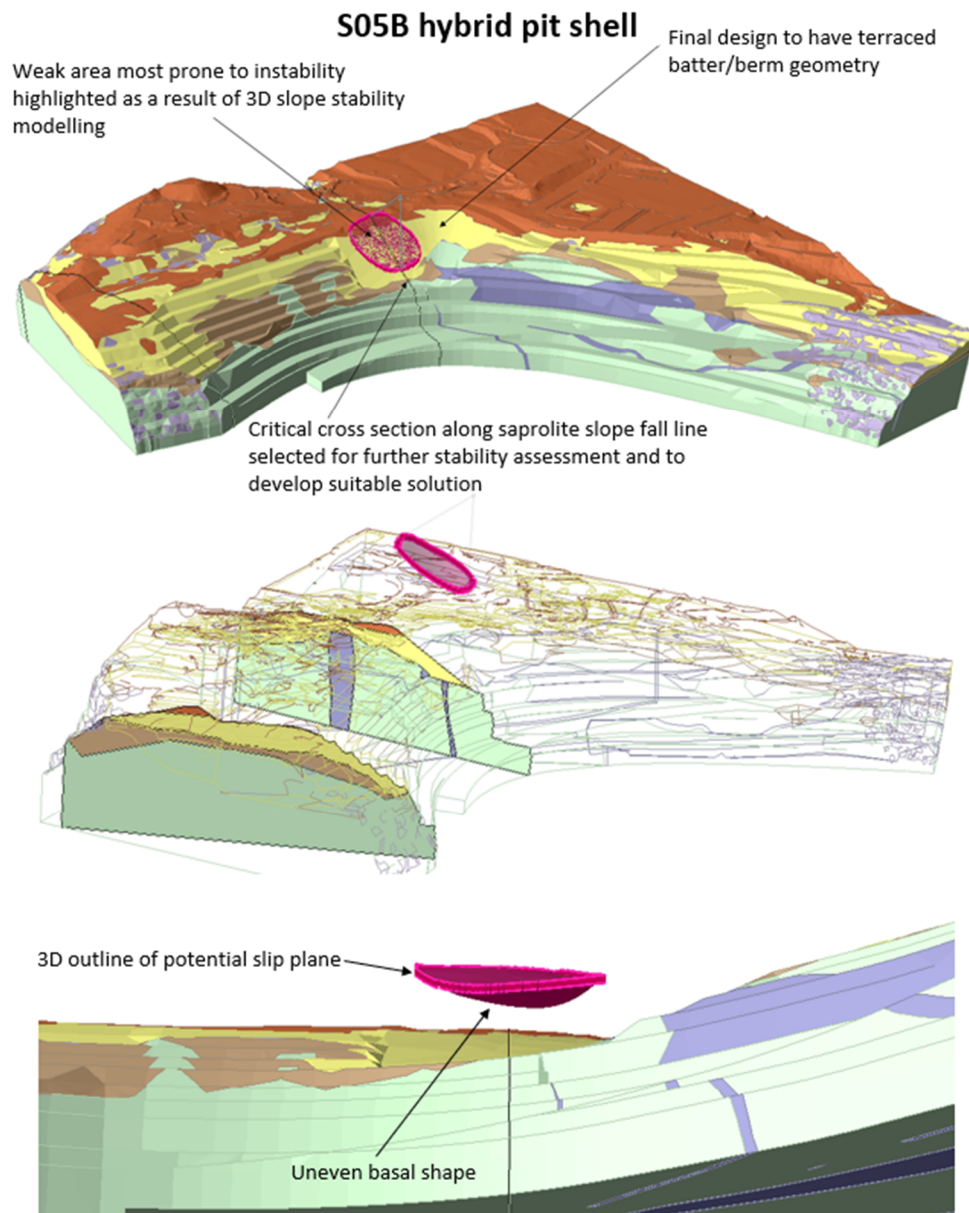 S05B hybrid pit shell
Weak area most prone to instability
highlighted as a result of 3D slope stability
modelling
Final design to have terraced
batter/berm geometry
Critical cross section along saprolite slope fall line
selected for further stability assessment and to
develop suitable solution
3D outline of potential slip plane
Uneven basal shape